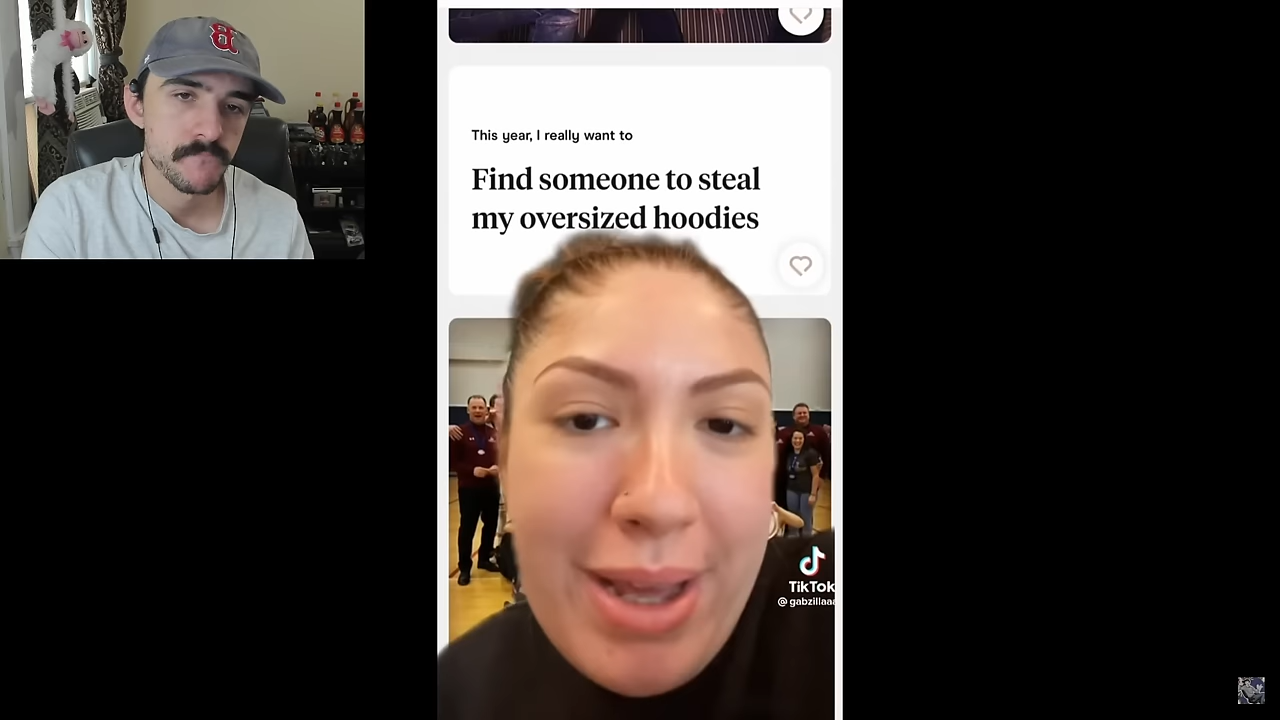 B
This year, I really want to
Find someone to steal
my oversized hoodies
TikTok
@ gabzillaaa